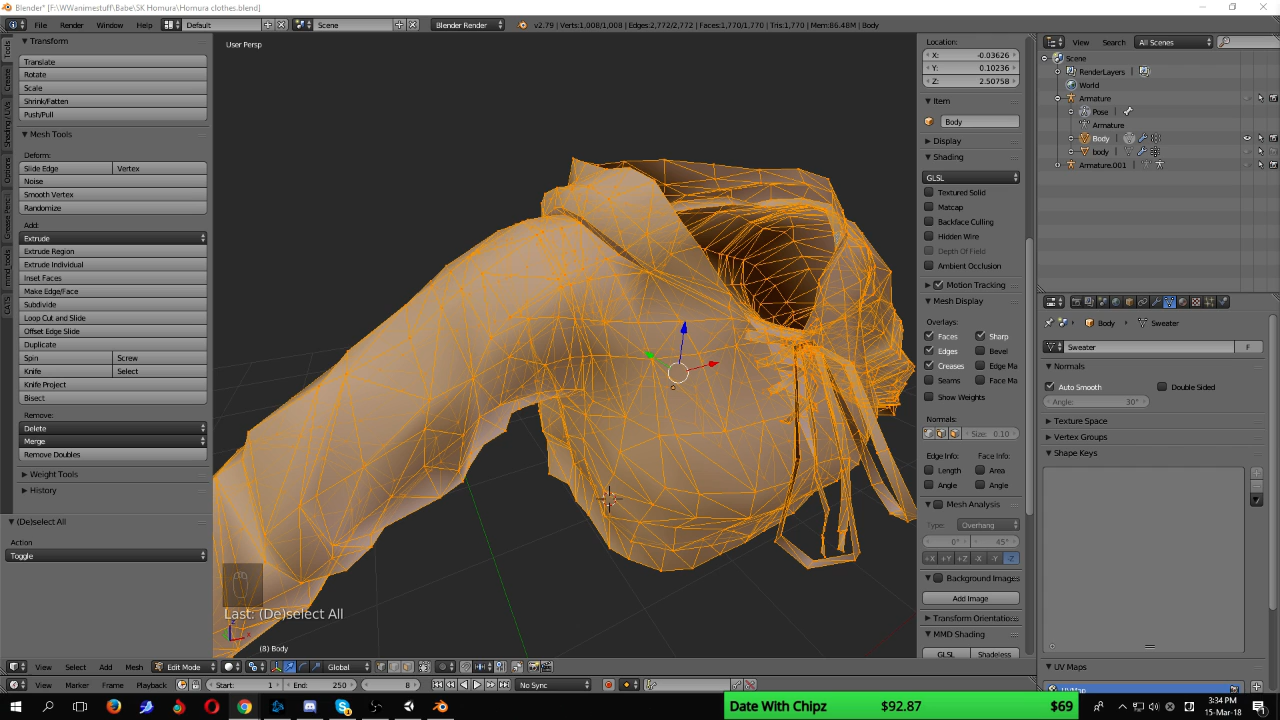 Blender* [F:\WWanimestuff\Babe\SK Homura\Homura clothes.blend]
File Render Window Help Default Scene Blender Render v2.79 | Verts:1,008/1,008 | Edges:2,772/2,772 | Faces:1,770/1,770 | Tris:1,770 | Mem:86.48M | Body
Transform
Translate
Rotate
Scale
Shrink/Fatten
Push/Pull
Mesh Tools
Deform:
Slide Edge Vertex
Noise
Smooth Vertex
Randomize
Add:
Extrude
Extrude Region
Extrude Individual
Inset Faces
Make Edge/Face
Subdivide
Loop Cut and Slide
Offset Edge Slide
Duplicate
Spin Screw
Knife Select
Knife Project
Bisect
Remove:
Delete
Merge
Remove Doubles
Weight Tools
History
(De)select All
Action
Toggle
Tools
Create
Shading / UVs
Options
Grease Pencil
mmd_tools
CATS
User Persp
Last: (De)select All
(8) Body
Location:
X: -0.03626
Y: 0.10236
Z: 2.50758
Item
Body
Display
Shading
GLSL
Textured Solid
Matcap
Backface Culling
Hidden Wire
Depth Of Field
Ambient Occlusion
Motion Tracking
Mesh Display
Overlays:
Faces Sharp
Edges Bevel
Creases Edge Ma
Seams Face Ma
Show Weights
Normals:
Size: 0.10
Edge Info: Face Info:
Length Area
Angle Angle
Mesh Analysis
Type: Overhang
0° 45°
+X +Y +Z -X -Y -Z
Background Images
Add Image
Transform Orientatio
MMD Shading
GLSL Shadeless
View Search All Scenes
Scene
RenderLayers
World
Armature
Pose
Armature
Body
body
Armature.001
Body Sweater
Sweater F
Normals
Auto Smooth Double Sided
Angle: 30°
Texture Space
Vertex Groups
Shape Keys
UV Maps
UVMap
View Select Add Mesh Edit Mode Global
View Marker Frame Playback Start: 1 End: 250 8 No Sync
Date With Chipz $92.87 $69
3:34 PM
15-Mar-18